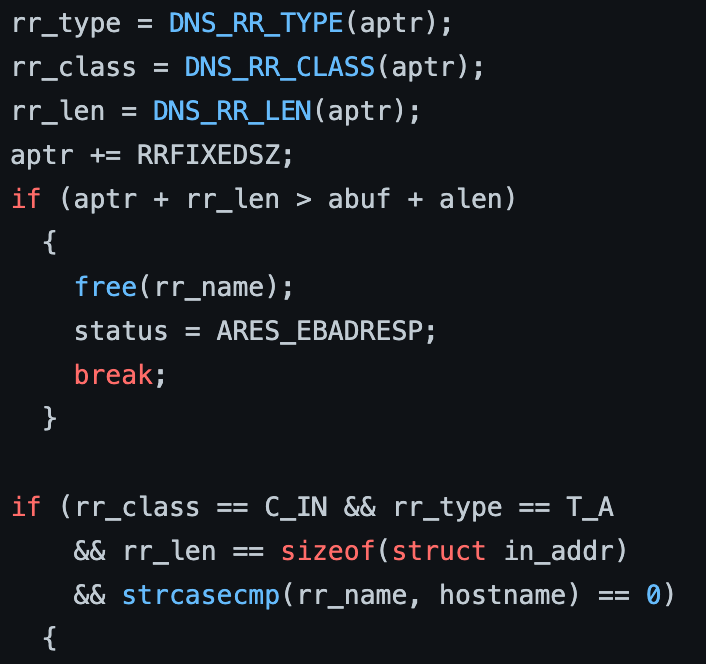 rr_type = DNS_RR_TYPE(aptr);
rr_class = DNS_RR_CLASS(aptr);
rr_len = DNS_RR_LEN(aptr);
aptr += RRFIXEDSZ;
if (aptr + rr_len > abuf + alen)
  {
    free(rr_name);
    status = ARES_EBADRESP;
    break;
  }

if (rr_class == C_IN && rr_type == T_A
    && rr_len == sizeof(struct in_addr)
    && strcasecmp(rr_name, hostname) == 0)
  {